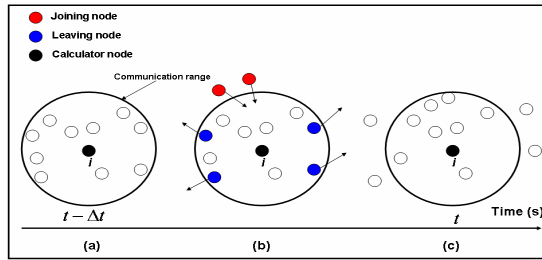 Joining node
Leaving node
Calculator node
Communication range
i
i
i
t − Δt
t
Time (s)
(a)
(b)
(c)